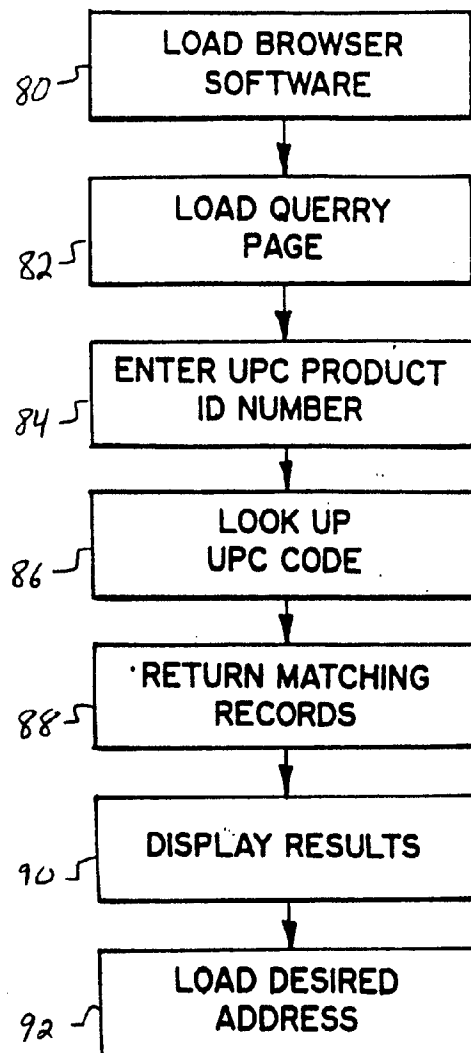 LOAD BROWSER
SOFTWARE
80
LOAD QUERRY
PAGE
82
ENTER UPC PRODUCT
ID NUMBER
84
LOOK UP
UPC CODE
86
RETURN MATCHING
RECORDS
88
DISPLAY RESULTS
90
LOAD DESIRED
ADDRESS
92